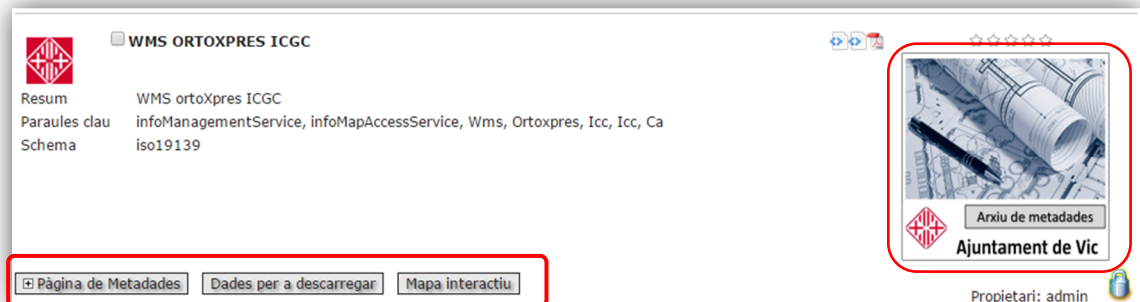 WMS ORTOXPRES ICGC
Resum WMS ortoXpres ICGC
Paraules clau infoManagementService, infoMapAccessService, Wms, Ortoxpres, Icc, Icc, Ca
Schema iso19139
Arxiu de metadades
Ajuntament de Vic
Pàgina de Metadades Dades per a descarregar Mapa interactiu
Propietari: admin